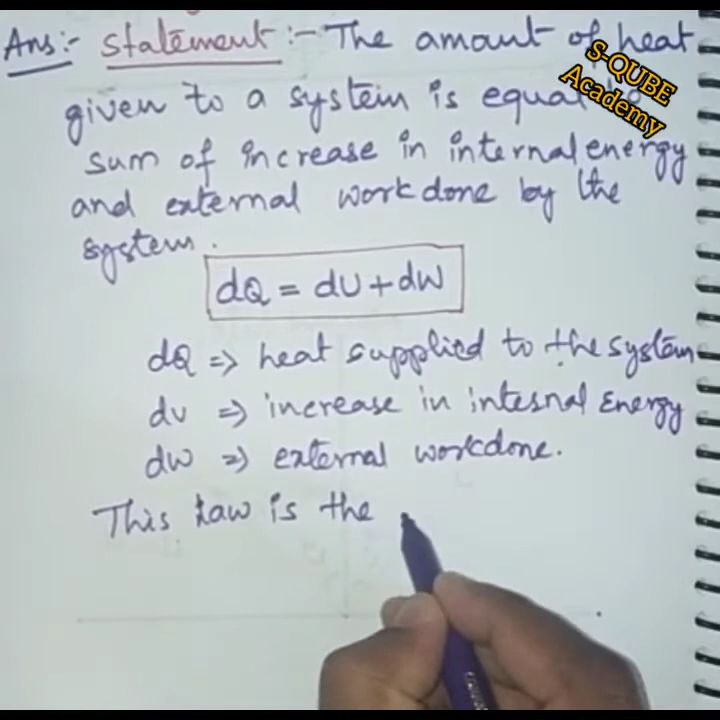 Ans:- Statement:- The amount of heat
given to a system is equal to
sum of increase in internal energy
and external workdone by the
system.
dQ = dU + dW
dQ => heat supplied to the system
dU => increase in internal Energy
dW => external workdone.
This law is the
S-QUBE
Academy